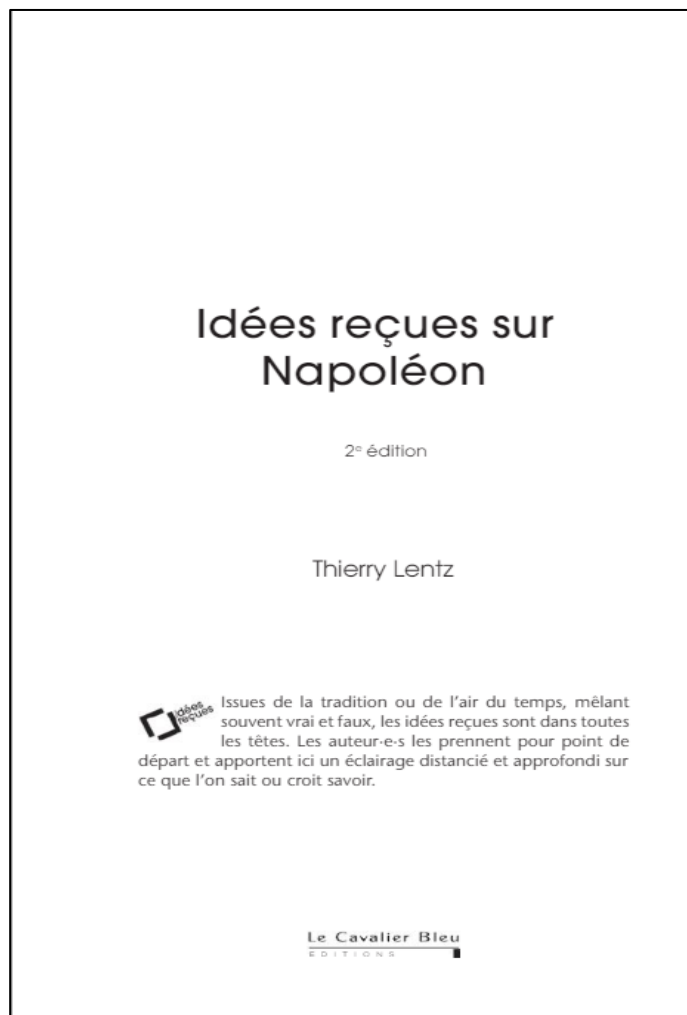 Idées reçues sur
Napoléon
2e édition
Thierry Lentz
idées
reçues
Issues de la tradition ou de l'air du temps, mêlant
souvent vrai et faux, les idées reçues sont dans toutes
les têtes. Les auteur·e·s les prennent pour point de
départ et apportent ici un éclairage distancié et approfondi sur
ce que l'on sait ou croit savoir.
Le Cavalier Bleu
EDITIONS